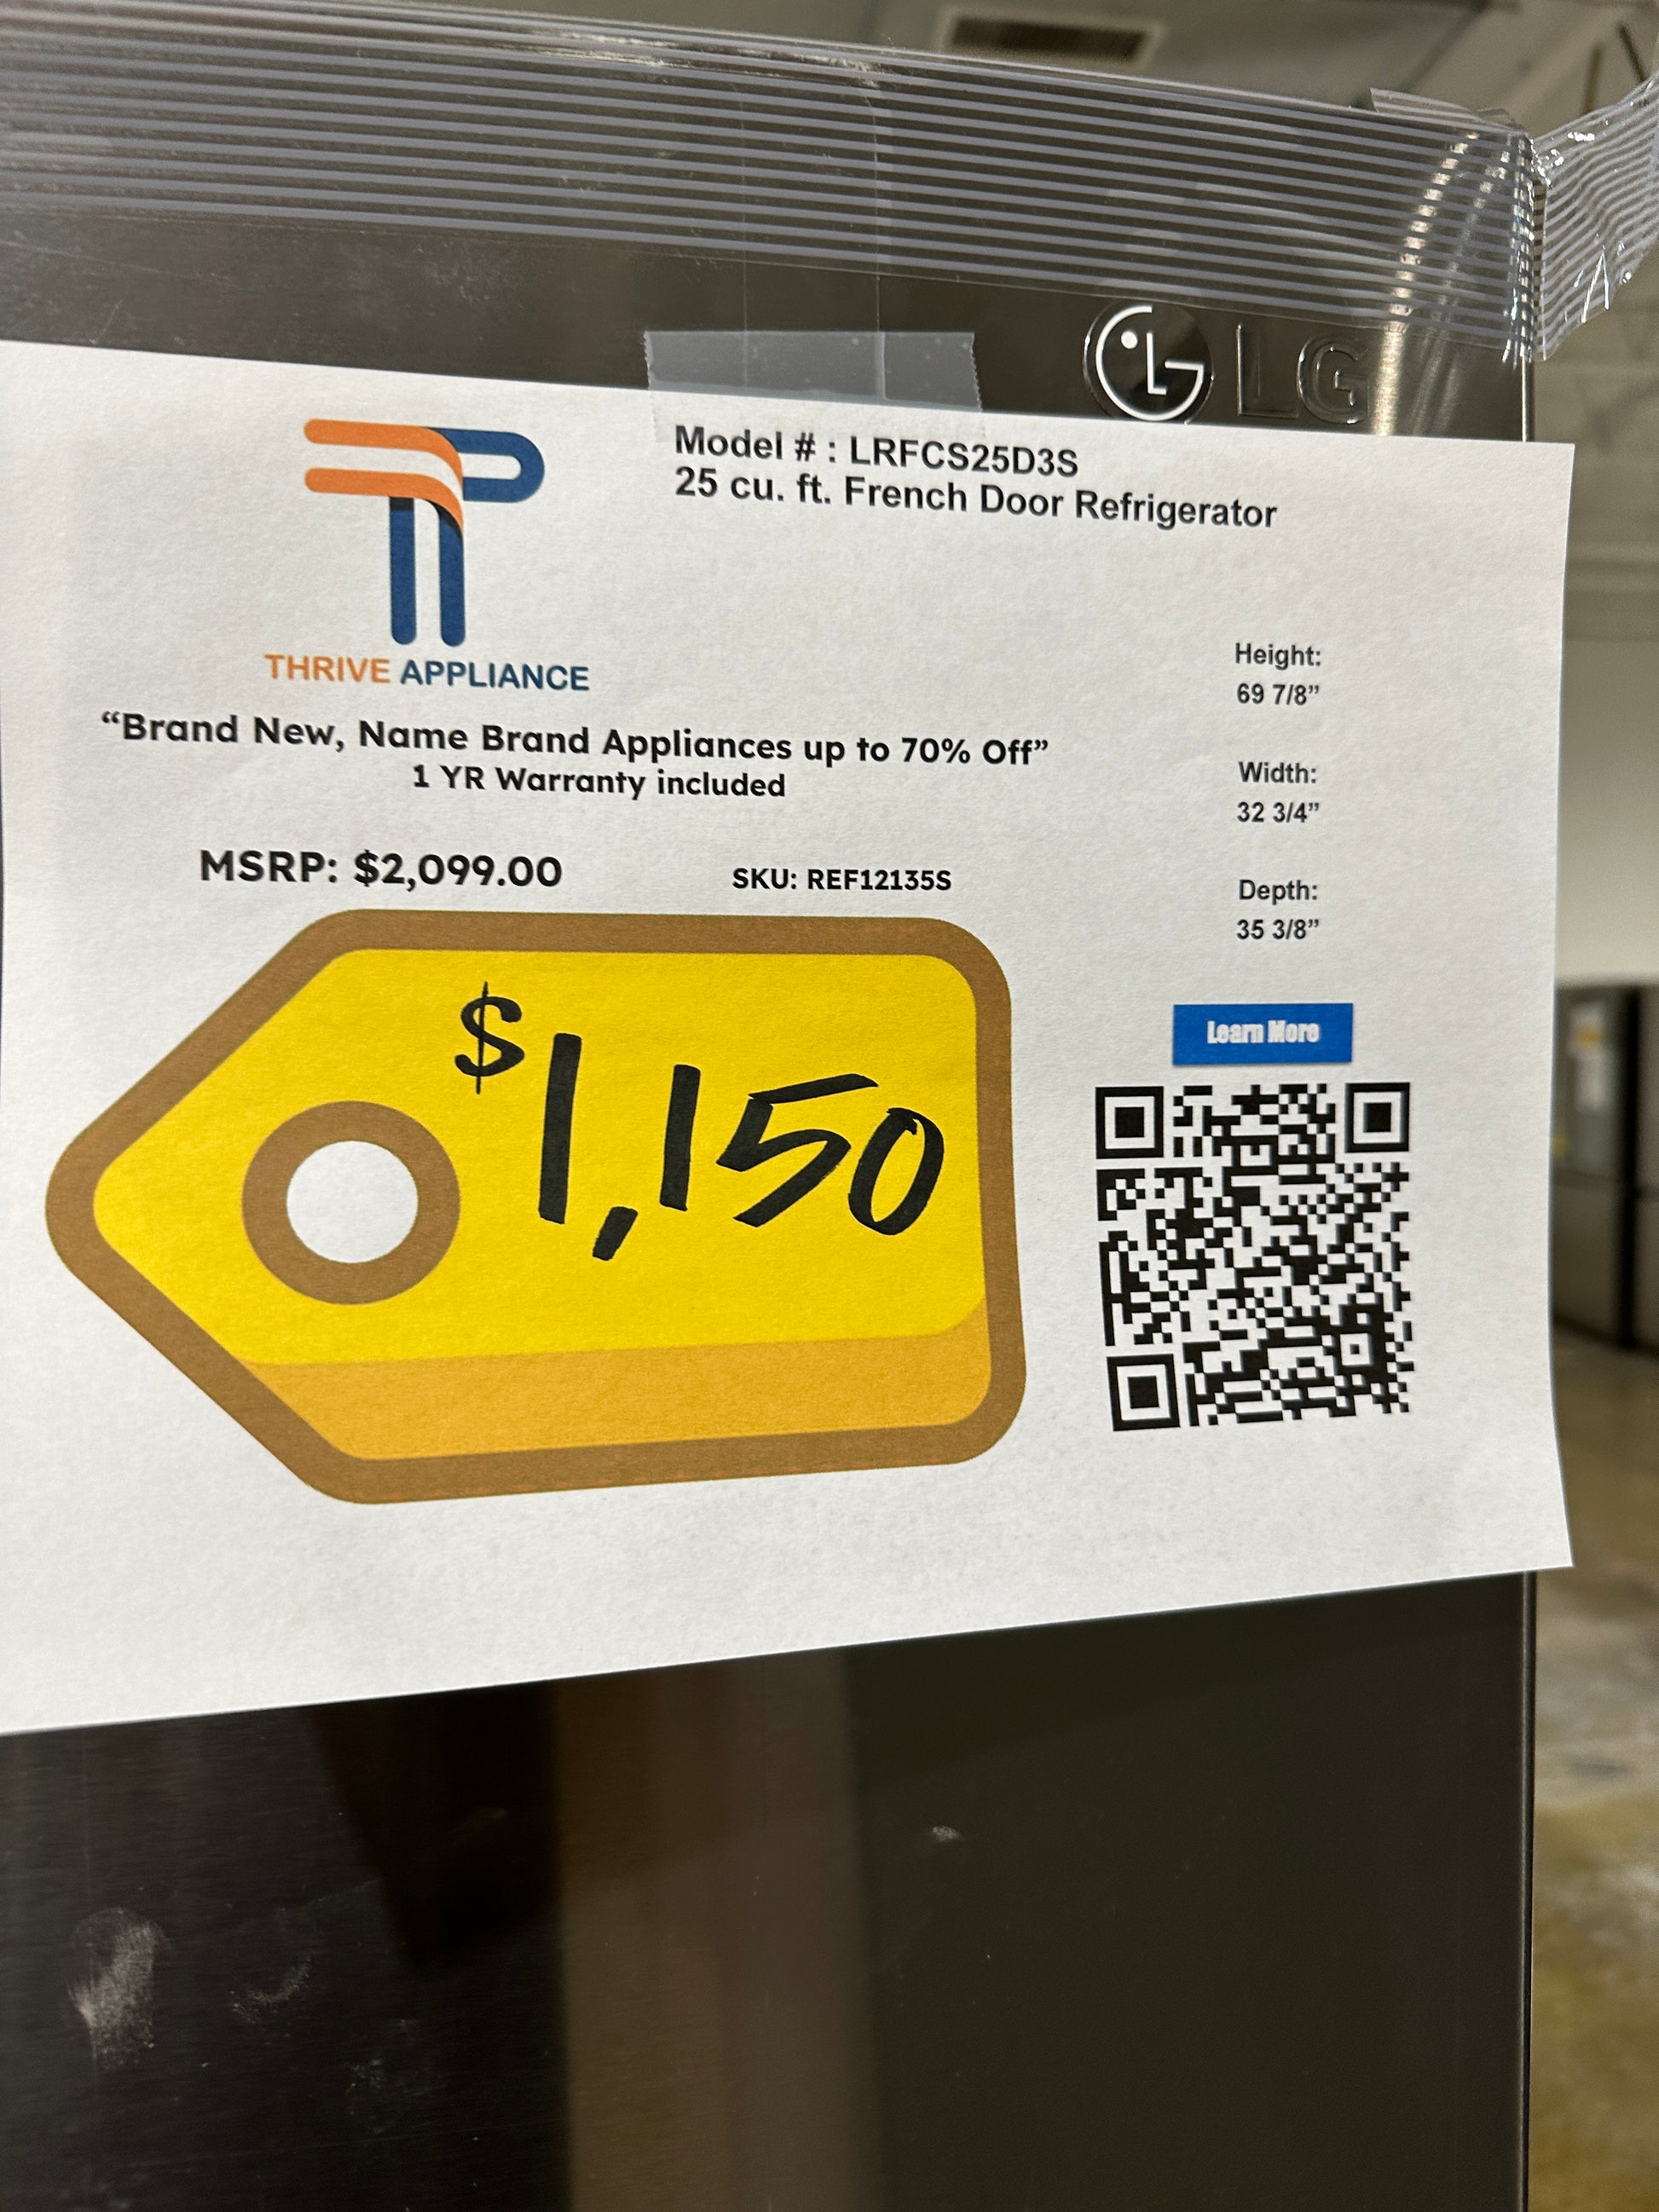 LG
Model # : LRFCS25D3S
25 cu. ft. French Door Refrigerator
THRIVE APPLIANCE
“Brand New, Name Brand Appliances up to 70% Off”
1 YR Warranty included
MSRP: $2,099.00
SKU: REF12135S
$1,150
Height:
69 7/8”
Width:
32 3/4”
Depth:
35 3/8”
Learn More